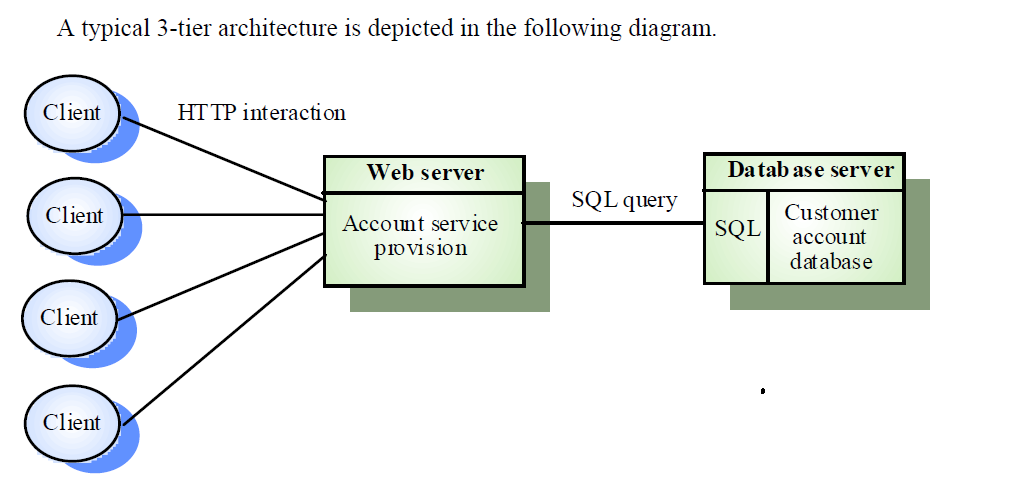 A typical 3-tier architecture is depicted in the following diagram.
Client
HTTP interaction
Client
Client
Client
Web server
Account service
provision
SQL query
Database server
SQL
Customer
account
database